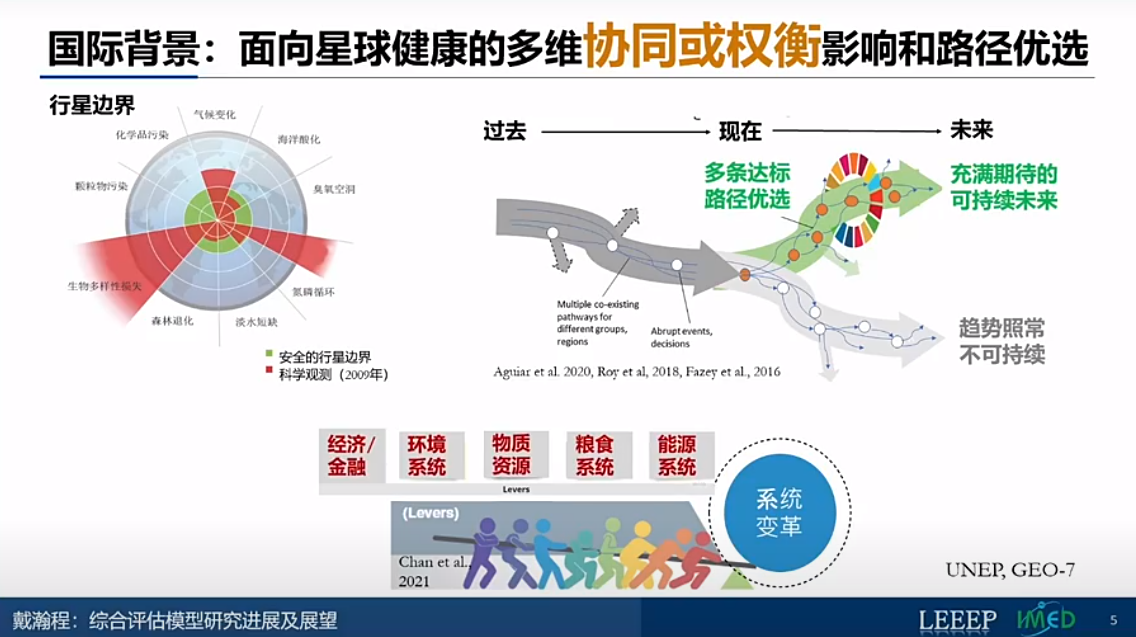 国际背景：面向星球健康的多维协同或权衡影响和路径优选
行星边界
气候变化
化学品污染
海洋酸化
颗粒物污染
臭氧空洞
生物多样性损失
氮磷循环
森林退化
淡水短缺
安全的行星边界
科学观测（2009年）
过去
现在
未来
多条达标
路径优选
充满期待的
可持续未来
Multiple co-existing
pathways for
different groups,
regions
Abrupt events,
decisions
趋势照常
不可持续
Aguiar et al. 2020, Roy et al, 2018, Fazey et al., 2016
经济/
金融
环境
系统
物质
资源
粮食
系统
能源
系统
Levers
(Levers)
Chan et al.,
2021
系统
变革
UNEP, GEO-7
戴瀚程：综合评估模型研究进展及展望
LEEEP
IMED
5